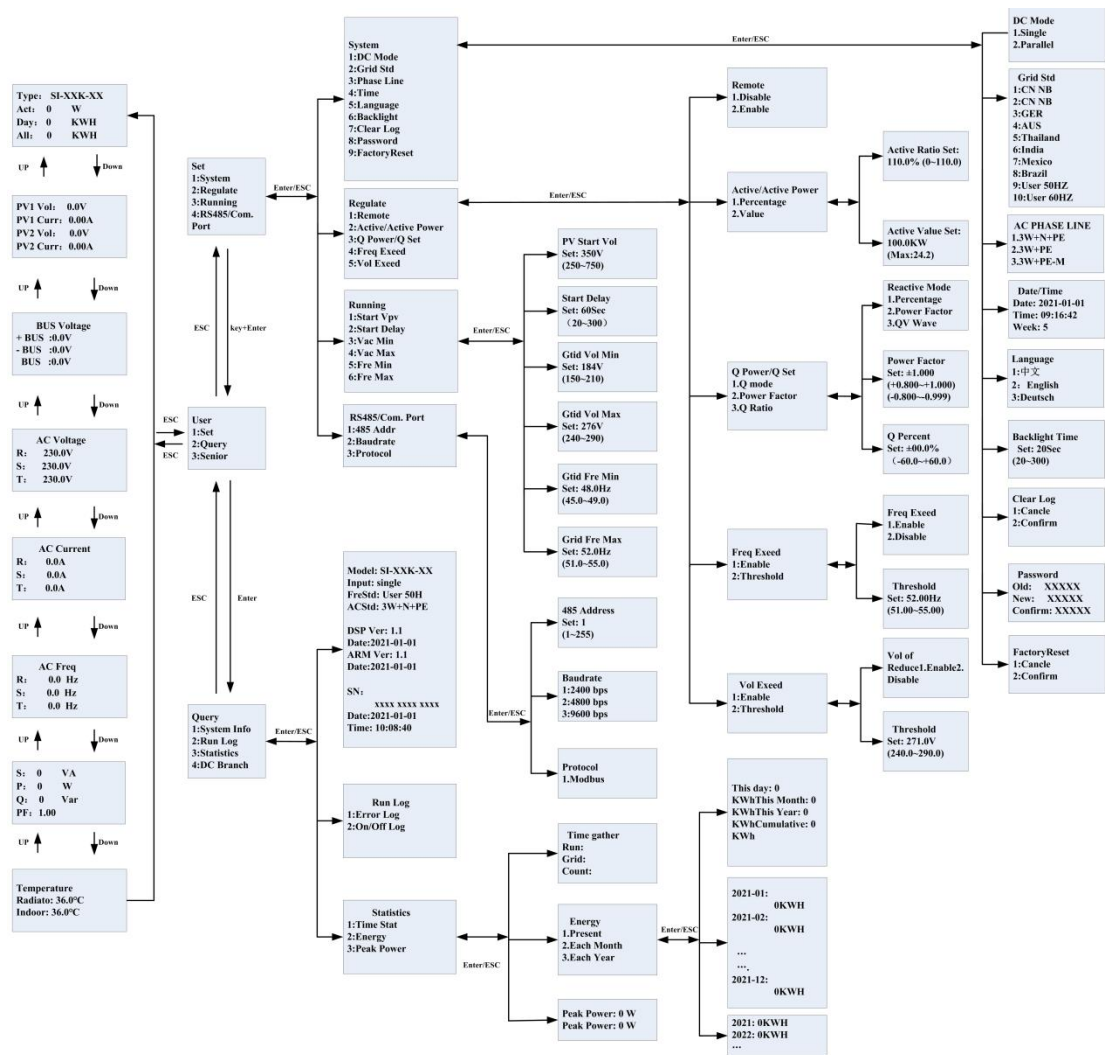 Type: SI-XXK-XX
Act: 0 W
Day: 0 KWH
All: 0 KWH
UP
Down
PV1 Vol: 0.0V
PV1 Curr: 0.00A
PV2 Vol: 0.0V
PV2 Curr: 0.00A
UP
Down
BUS Voltage
+ BUS :0.0V
- BUS :0.0V
BUS :0.0V
UP
Down
AC Voltage
R: 230.0V
S: 230.0V
T: 230.0V
UP
Down
AC Current
R: 0.0A
S: 0.0A
T: 0.0A
UP
Down
AC Freq
R: 0.0 Hz
S: 0.0 Hz
T: 0.0 Hz
UP
Down
S: 0 VA
P: 0 W
Q: 0 Var
PF: 1.00
UP
Down
Temperature
Radiato: 36.0℃
Indoor: 36.0℃
ESC
ESC
Set
1:System
2:Regulate
3:Running
4:RS485/Com.
Port
ESC
key+Enter
User
1:Set
2:Query
3:Senior
ESC
Enter
Query
1:System Info
2:Run Log
3:Statistics
4:DC Branch
Enter/ESC
Enter/ESC
System
1:DC Mode
2:Grid Std
3:Phase Line
4:Time
5:Language
6:Backlight
7:Clear Log
8:Password
9:FactoryReset
Enter/ESC
Regulate
1:Remote
2:Active/Active Power
3:Q Power/Q Set
4:Freq Exeed
5:Vol Exeed
Enter/ESC
Running
1:Start Vpv
2:Start Delay
3:Vac Min
4:Vac Max
5:Fre Min
6:Fre Max
Enter/ESC
RS485/Com. Port
1:485 Addr
2:Baudrate
3:Protocol
Enter/ESC
Model: SI-XXK-XX
Input: single
FreStd: User 50H
ACStd: 3W+N+PE
DSP Ver: 1.1
Date:2021-01-01
ARM Ver: 1.1
Date:2021-01-01
SN:
xxxx xxxx xxxx
Date:2021-01-01
Time: 10:08:40
Run Log
1:Error Log
2:On/Off Log
Statistics
1:Time Stat
2:Energy
3:Peak Power
Enter/ESC
PV Start Vol
Set: 350V
(250~750)
Start Delay
Set: 60Sec
（20~300）
Gtid Vol Min
Set: 184V
(150~210)
Gtid Vol Max
Set: 276V
(240~290)
Gtid Fre Min
Set: 48.0Hz
(45.0~49.0)
Grid Fre Max
Set: 52.0Hz
(51.0~55.0)
485 Address
Set: 1
(1~255)
Baudrate
1:2400 bps
2:4800 bps
3:9600 bps
Protocol
1.Modbus
Time gather
Run:
Grid:
Count:
Energy
1.Present
2.Each Month
3.Each Year
Enter/ESC
Peak Power: 0 W
Peak Power: 0 W
Remote
1.Disable
2.Enable
Active/Active Power
1.Percentage
2.Value
Q Power/Q Set
1.Q mode
2.Power Factor
3.Q Ratio
Freq Exeed
1:Enable
2:Threshold
Vol Exeed
1:Enable
2:Threshold
This day: 0
KWhThis Month: 0
KWhThis Year: 0
KWhCumulative: 0
KWh
2021-01:
0KWH
2021-02:
0KWH
...
....
2021-12:
0KWH
2021: 0KWH
2022: 0KWH
...
Active Ratio Set:
110.0% (0~110.0)
Active Value Set:
100.0KW
(Max:24.2)
Reactive Mode
1.Percentage
2.Power Factor
3.QV Wave
Power Factor
Set: ±1.000
(+0.800~+1.000)
(-0.800~-0.999)
Q Percent
Set: ±00.0%
（-60.0~+60.0）
Freq Exeed
1.Enable
2.Disable
Threshold
Set: 52.00Hz
(51.00~55.00)
Vol of
Reduce1.Enable2.
Disable
Threshold
Set: 271.0V
(240.0~290.0)
DC Mode
1.Single
2.Parallel
Grid Std
1:CN NB
2:CN NB
3:GER
4:AUS
5:Thailand
6:India
7:Mexico
8:Brazil
9:User 50HZ
10:User 60HZ
AC PHASE LINE
1.3W+N+PE
2.3W+PE
3.3W+PE-M
Date/Time
Date: 2021-01-01
Time: 09:16:42
Week: 5
Language
1:中文
2: English
3:Deutsch
Backlight Time
Set: 20Sec
(20~300)
Clear Log
1:Cancle
2:Confirm
Password
Old: XXXXX
New: XXXXX
Confirm: XXXXX
FactoryReset
1:Cancle
2:Confirm